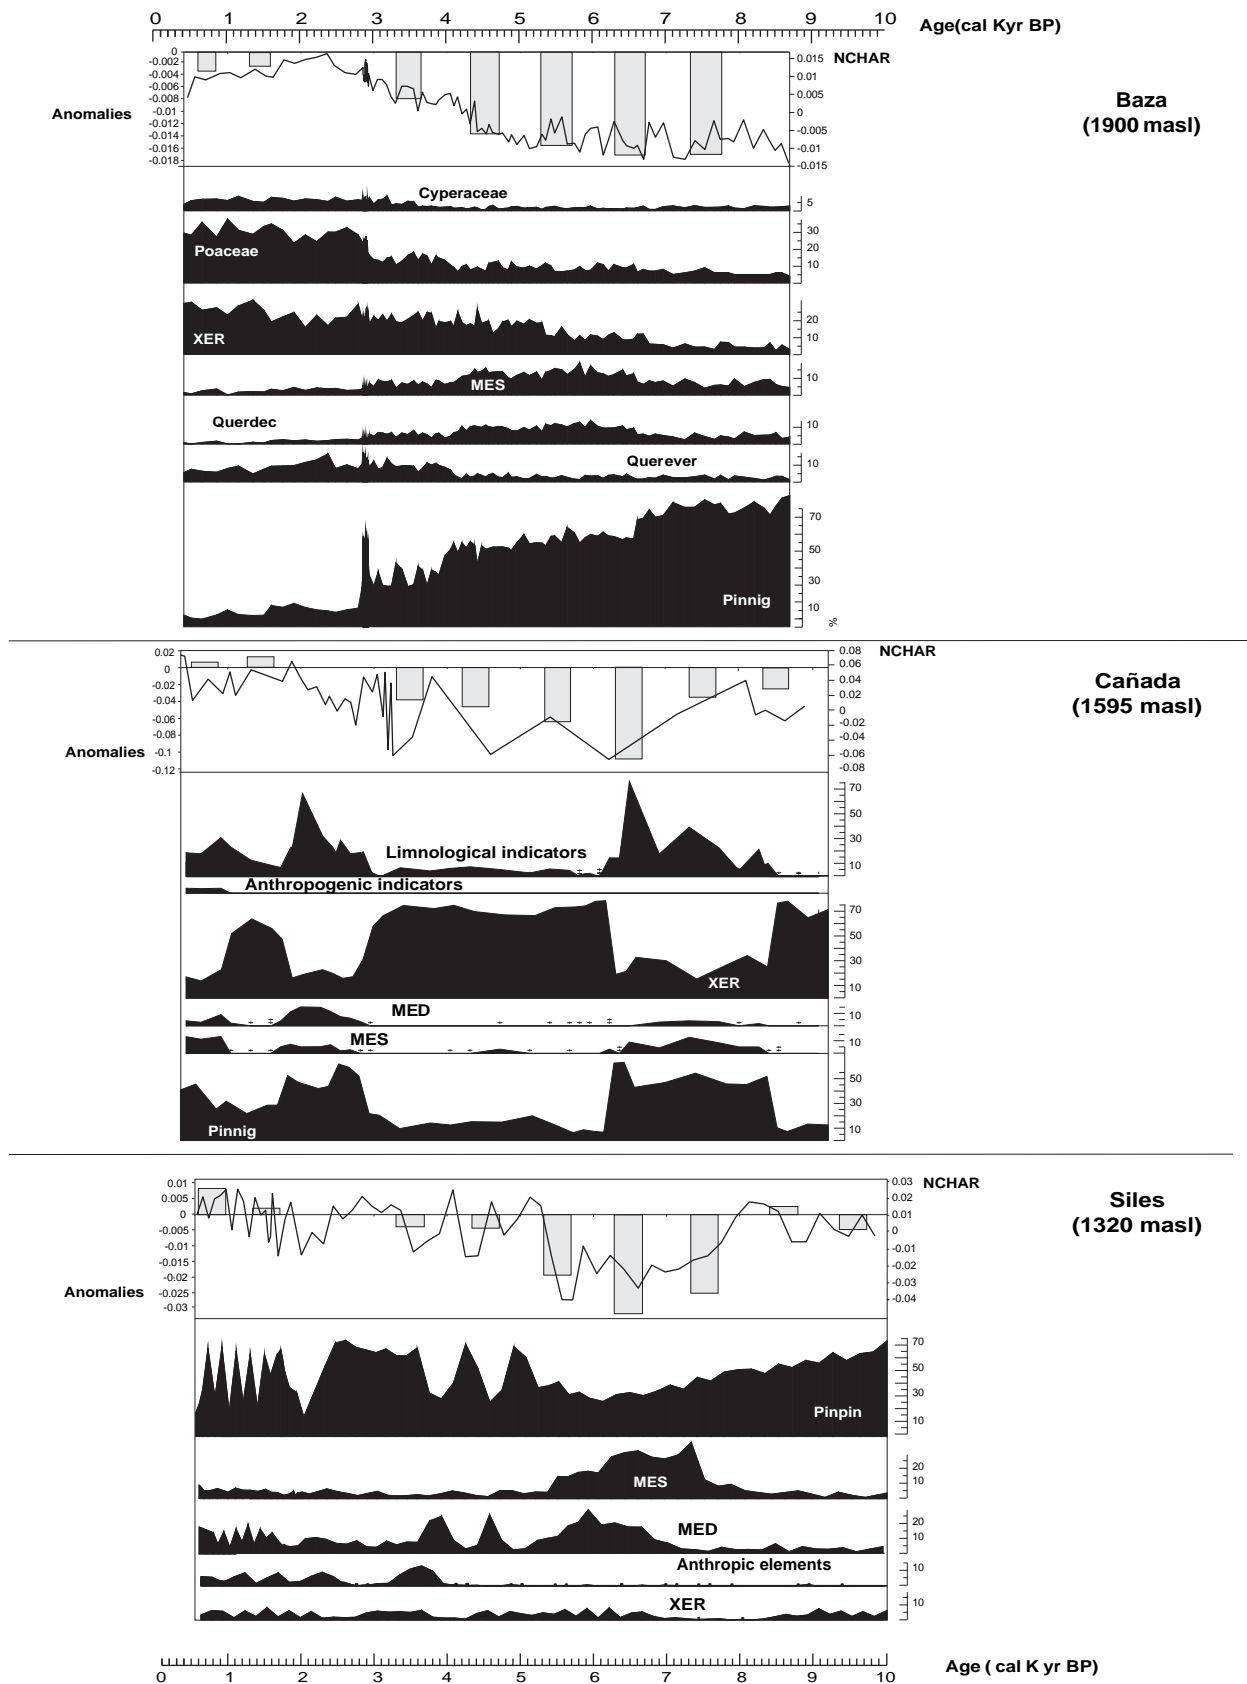 0 1 2 3 4 5 6 7 8 9 10
Age(cal Kyr BP)
Baza
(1900 masl)
NCHAR
Anomalies
0
-0.002
-0.004
-0.006
-0.008
-0.01
-0.012
-0.014
-0.016
-0.018
0.015
0.010
0.005
0
-0.005
-0.01
-0.015
Cyperaceae
5
Poaceae
30
20
10
XER
20
10
MES
10
Querdec
10
Querever
10
Pinnig
70
50
30
10
%
Cañada
(1595 masl)
NCHAR
Anomalies
0.02
0
-0.02
-0.04
-0.06
-0.08
-0.1
-0.12
0.08
0.06
0.04
0.02
0
-0.02
-0.04
-0.06
-0.08
Limnological indicators
70
50
30
10
Anthropogenic indicators
XER
70
50
30
10
MED
10
MES
10
Pinnig
50
30
10
Siles
(1320 masl)
NCHAR
Anomalies
0.01
0.005
0
-0.005
-0.01
-0.015
-0.02
-0.025
-0.03
0.03
0.02
0.01
0
-0.01
-0.02
-0.03
-0.04
Pinpin
70
50
30
10
MES
20
10
MED
20
10
Anthropic elements
10
XER
10
0 1 2 3 4 5 6 7 8 9 10
Age ( cal K yr BP)